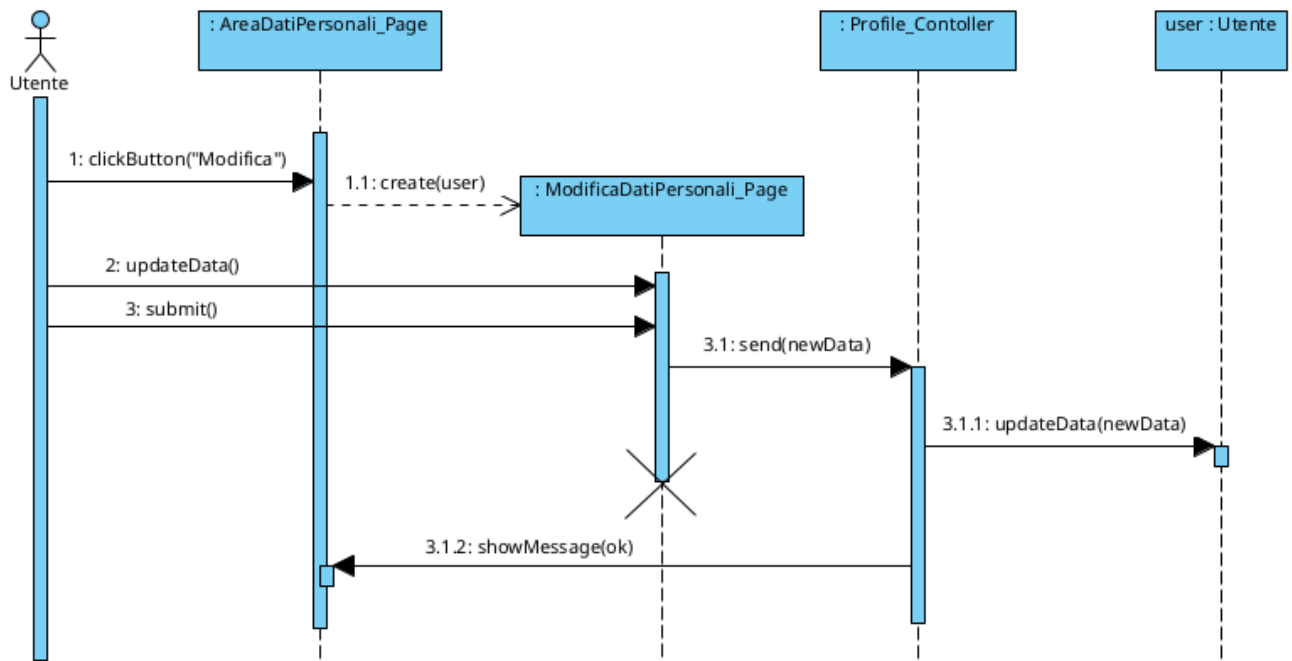 : AreaDatiPersonali_Page
: Profile_Contoller
user : Utente
Utente
1: clickButton("Modifica")
1.1: create(user)
: ModificaDatiPersonali_Page
2: updateData()
3: submit()
3.1: send(newData)
3.1.1: updateData(newData)
3.1.2: showMessage(ok)